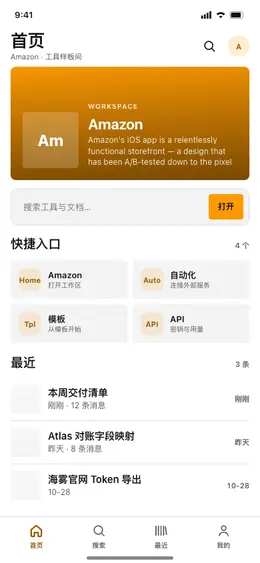 9:41
首页
Amazon · 工具样板间
A
WORKSPACE
Am
Amazon
Amazon's iOS app is a relentlessly
functional storefront — a design that
has been A/B-tested down to the pixel
搜索工具与文档...
打开
快捷入口
4 个
Home
Amazon
打开工作区
Auto
自动化
连接外部服务
Tpl
模板
从模板开始
API
API
密钥与用量
最近
3 条
本周交付清单
刚刚 · 12 条消息
刚刚
Atlas 对账字段映射
昨天 · 8 条消息
昨天
海雾官网 Token 导出
10-28
10-28
首页
搜索
最近
我的